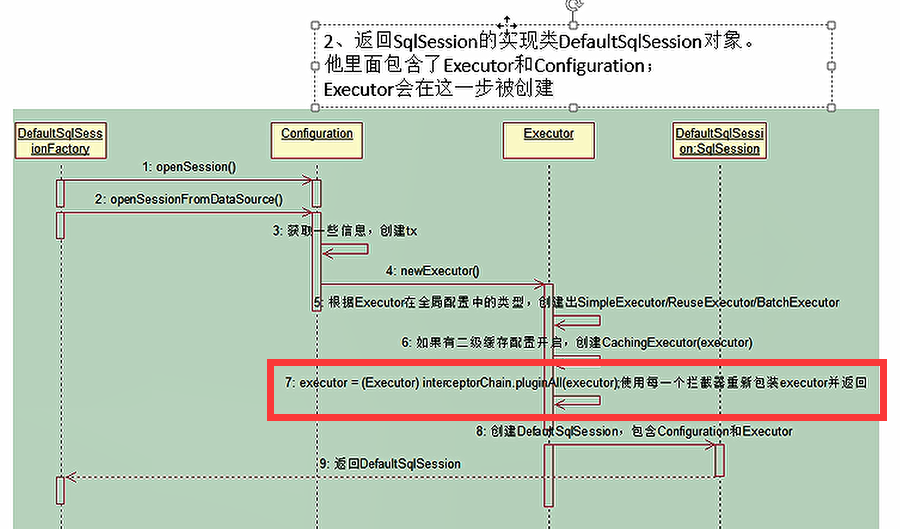 2、返回SqlSession的实现类DefaultSqlSession对象。
他里面包含了Executor和Configuration；
Executor会在这一步被创建
DefaultSqlSess
ionFactory
Configuration
Executor
DefaultSqlSessi
on:SqlSession
1: openSession()
2: openSessionFromDataSource()
3: 获取一些信息，创建tx
4: newExecutor()
5: 根据Executor在全局配置中的类型，创建出SimpleExecutor/ReuseExecutor/BatchExecutor
6: 如果有二级缓存配置开启，创建CachingExecutor(executor)
7: executor = (Executor) interceptorChain.pluginAll(executor);使用每一个拦截器重新包装executor并返回
8: 创建DefaultSqlSession，包含Configuration和Executor
9: 返回DefaultSqlSession